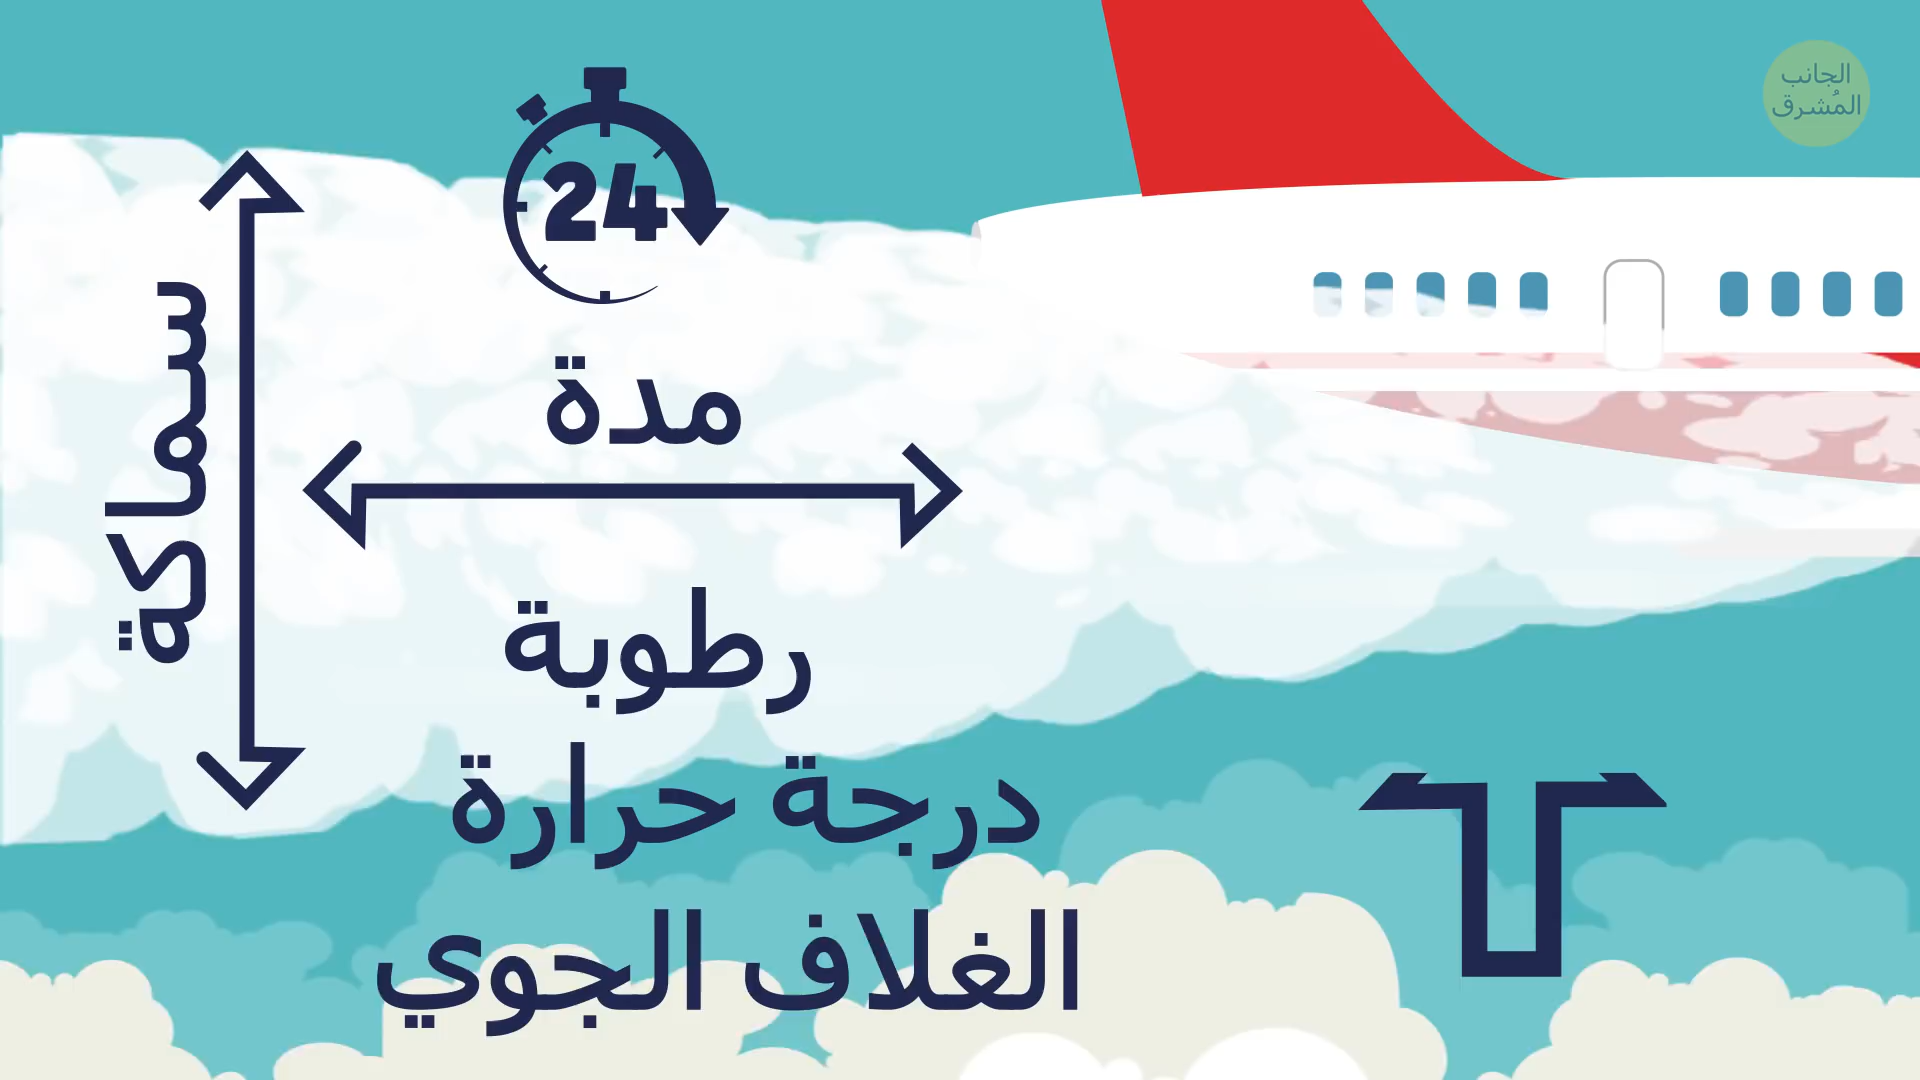 الجانب
المُشرق
24
مدة
سماكة
رطوبة
درجة حرارة
الغلاف الجوي